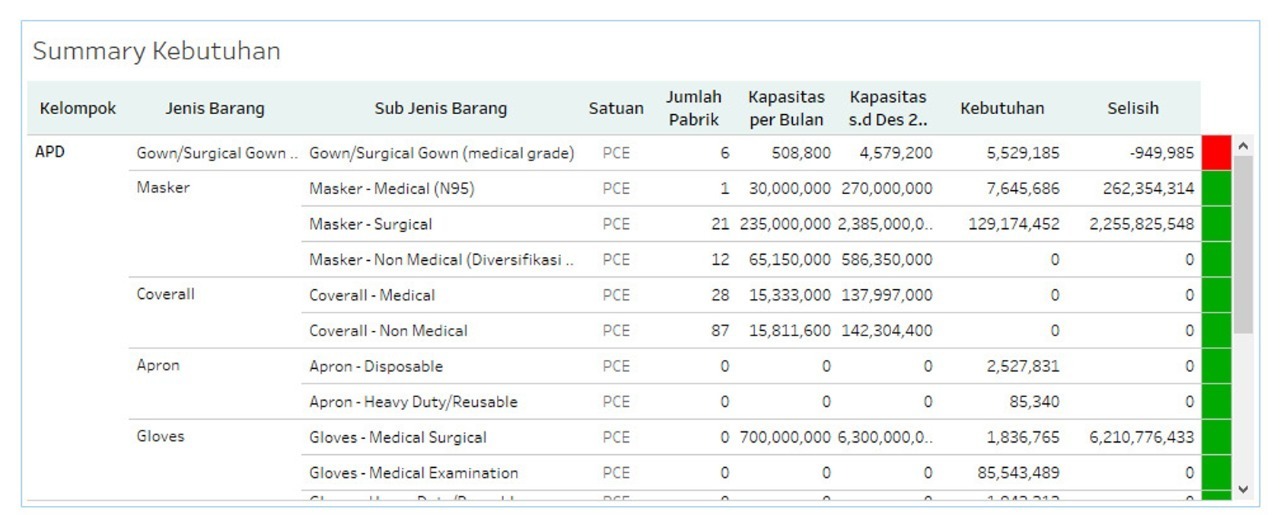 Summary Kebutuhan
Kelompok Jenis Barang Sub Jenis Barang Satuan Jumlah Pabrik Kapasitas per Bulan Kapasitas s.d Des 2.. Kebutuhan Selisih
APD Gown/Surgical Gown .. Gown/Surgical Gown (medical grade) PCE 6 508,800 4,579,200 5,529,185 -949,985
Masker Masker - Medical (N95) PCE 1 30,000,000 270,000,000 7,645,686 262,354,314
Masker - Surgical PCE 21 235,000,000 2,385,000,0.. 129,174,452 2,255,825,548
Masker - Non Medical (Diversifikasi .. PCE 12 65,150,000 586,350,000 0 0
Coverall Coverall - Medical PCE 28 15,333,000 137,997,000 0 0
Coverall - Non Medical PCE 87 15,811,600 142,304,400 0 0
Apron Apron - Disposable PCE 0 0 0 2,527,831 0
Apron - Heavy Duty/Reusable PCE 0 0 0 85,340 0
Gloves Gloves - Medical Surgical PCE 0 700,000,000 6,300,000,0.. 1,836,765 6,210,776,433
Gloves - Medical Examination PCE 0 0 0 85,543,489 0